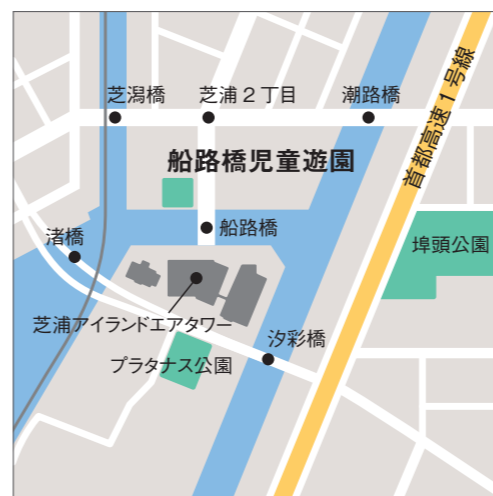 芝潟橋
芝浦２丁目
潮路橋
首都高速１号線
船路橋児童遊園
船路橋
渚橋
埠頭公園
芝浦アイランドエアタワー
汐彩橋
プラタナス公園